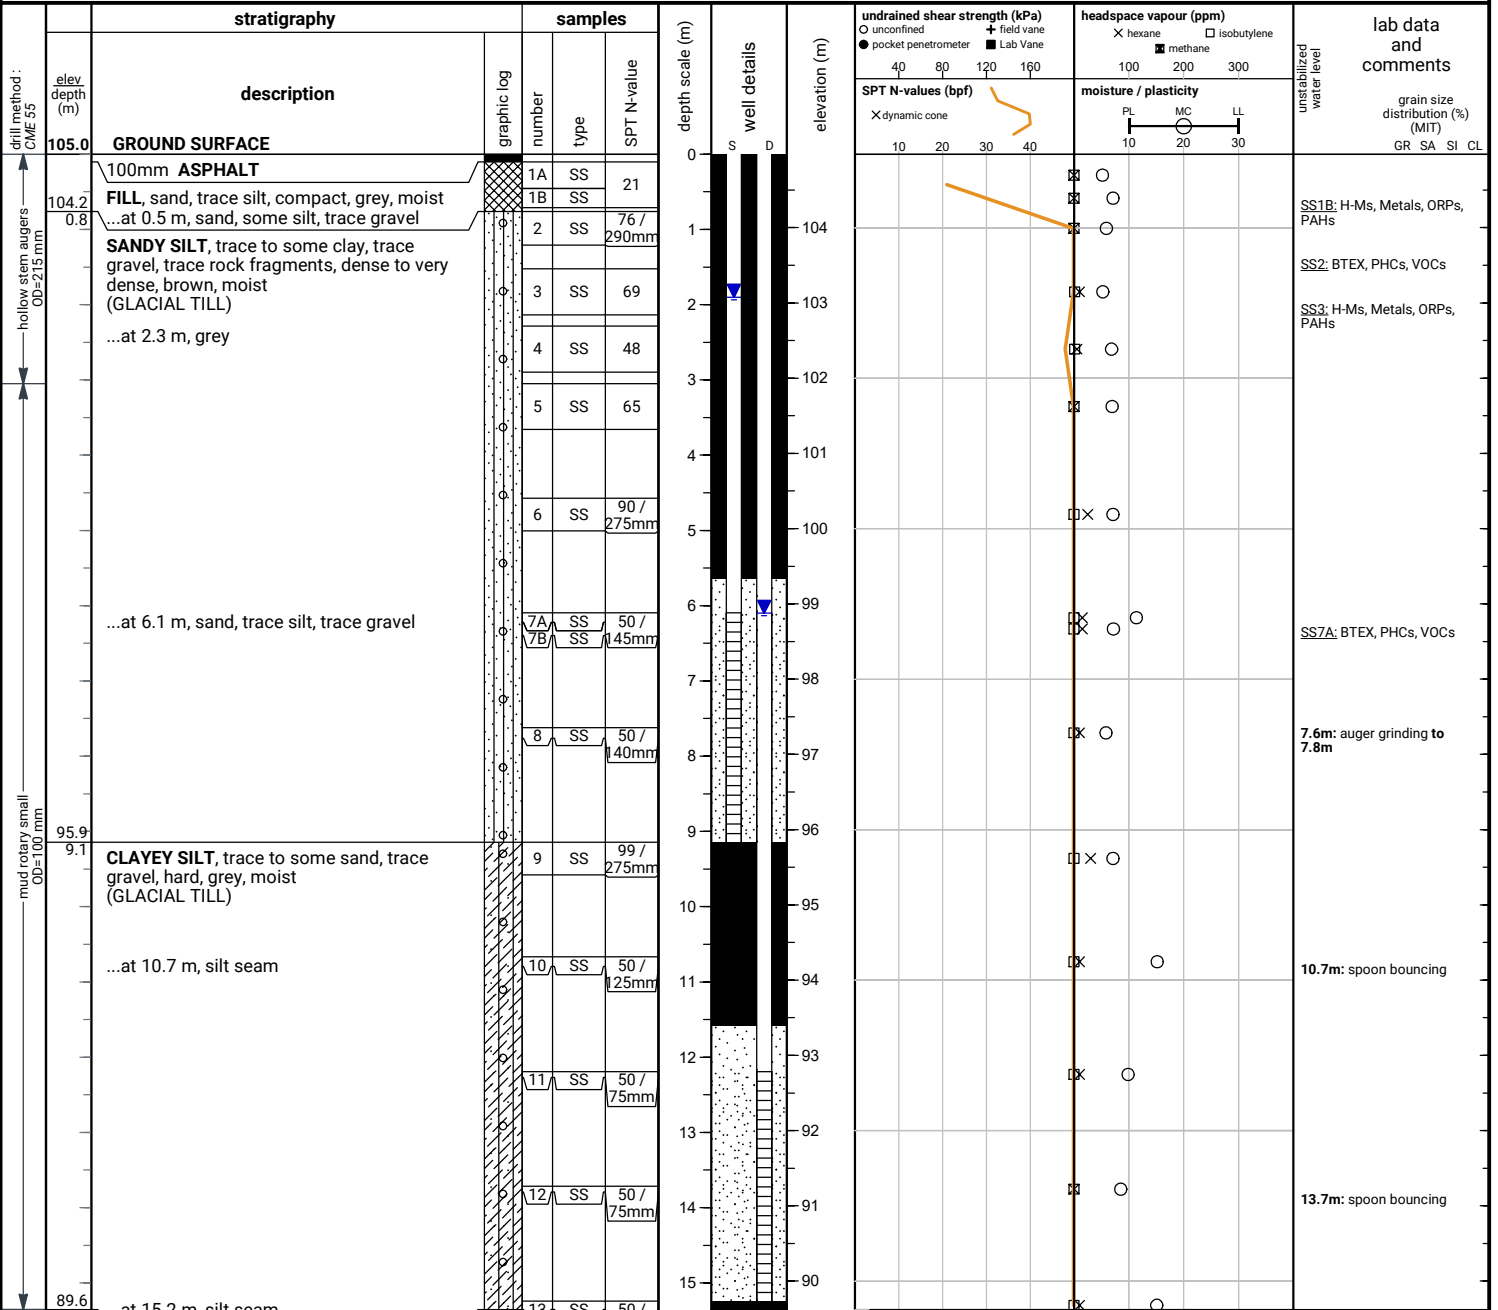 stratigraphy
samples
drill method :
CME 55
elev
depth
(m)
description
graphic log
number
type
SPT N-value
depth scale (m)
well details
elevation (m)
undrained shear strength (kPa)
unconfined
field vane
pocket penetrometer
Lab Vane
40 80 120 160
SPT N-values (bpf)
dynamic cone
10 20 30 40
headspace vapour (ppm)
hexane
isobutylene
methane
100 200 300
moisture / plasticity
PL MC LL
10 20 30
unstabilized
water level
lab data
and
comments
grain size
distribution (%)
(MIT)
GR SA SI CL
105.0 GROUND SURFACE
S D
hollow stem augers
OD=215 mm
mud rotary small
OD=100 mm
100mm ASPHALT
104.2
FILL, sand, trace silt, compact, grey, moist
...at 0.5 m, sand, some silt, trace gravel
0.8
SANDY SILT, trace to some clay, trace
gravel, trace rock fragments, dense to very
dense, brown, moist
(GLACIAL TILL)
...at 2.3 m, grey
...at 6.1 m, sand, trace silt, trace gravel
95.9
9.1
CLAYEY SILT, trace to some sand, trace
gravel, hard, grey, moist
(GLACIAL TILL)
...at 10.7 m, silt seam
89.6
...at 15.2 m, silt seam
1A SS
21
1B SS
2 SS 76 /
290mm
3 SS 69
4 SS 48
5 SS 65
6 SS 90 /
275mm
7A SS 50 /
7B SS 145mm
8 SS 50 /
140mm
9 SS 99 /
275mm
10 SS 50 /
125mm
11 SS 50 /
75mm
12 SS 50 /
75mm
13 SS 50 /
0
1
2
3
4
5
6
7
8
9
10
11
12
13
14
15
104
103
102
101
100
99
98
97
96
95
94
93
92
91
90
SS1B: H-Ms, Metals, ORPs,
PAHs
SS2: BTEX, PHCs, VOCs
SS3: H-Ms, Metals, ORPs,
PAHs
SS7A: BTEX, PHCs, VOCs
7.6m: auger grinding to
7.8m
10.7m: spoon bouncing
13.7m: spoon bouncing